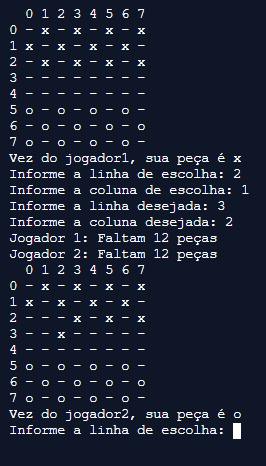 0 1 2 3 4 5 6 7
0 - x - x - x - x
1 x - x - x - x -
2 - x - x - x - x
3 - - - - - - - -
4 - - - - - - - -
5 o - o - o - o -
6 - o - o - o - o
7 o - o - o - o -
Vez do jogador1, sua peça é x
Informe a linha de escolha: 2
Informe a coluna de escolha: 1
Informe a linha desejada: 3
Informe a coluna desejada: 2
Jogador 1: Faltam 12 peças
Jogador 2: Faltam 12 peças
  0 1 2 3 4 5 6 7
0 - x - x - x - x
1 x - x - x - x -
2 - - - x - x - x
3 - - x - - - - -
4 - - - - - - - -
5 o - o - o - o -
6 - o - o - o - o
7 o - o - o - o -
Vez do jogador2, sua peça é o
Informe a linha de escolha: